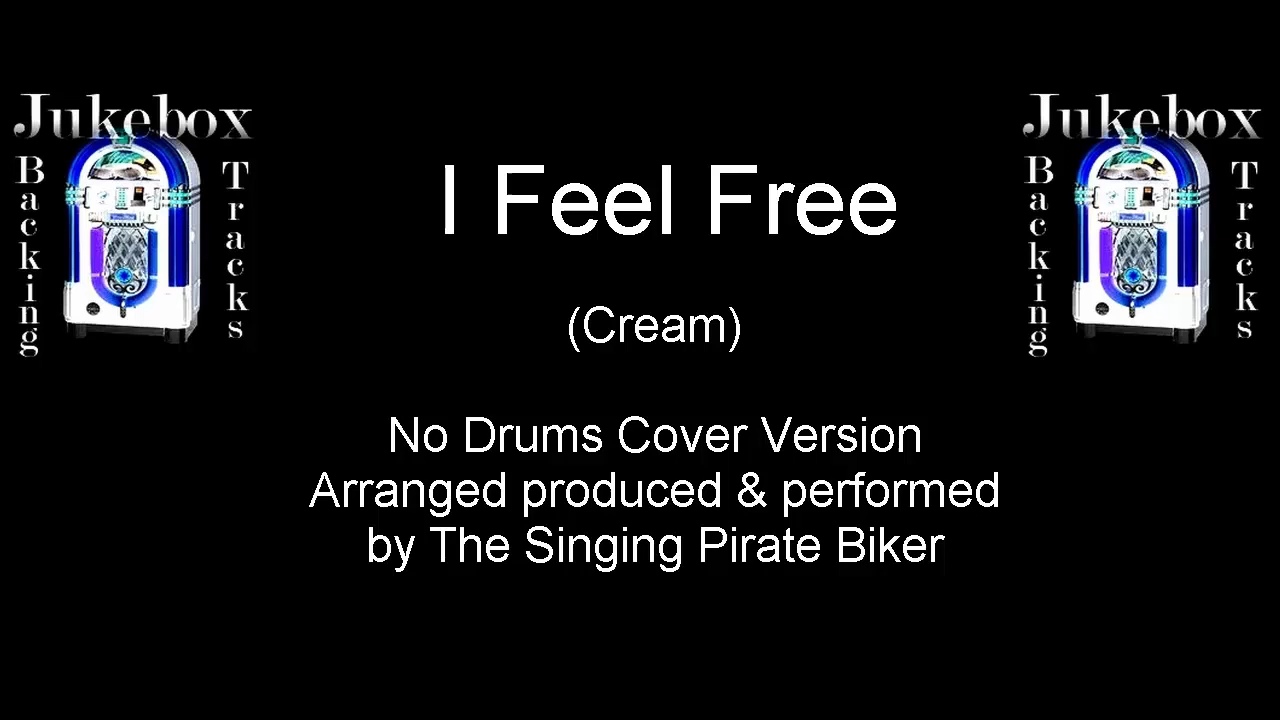 Jukebox
Backing
Tracks
I Feel Free
(Cream)
No Drums Cover Version
Arranged produced & performed
by The Singing Pirate Biker
Jukebox
Backing
Tracks